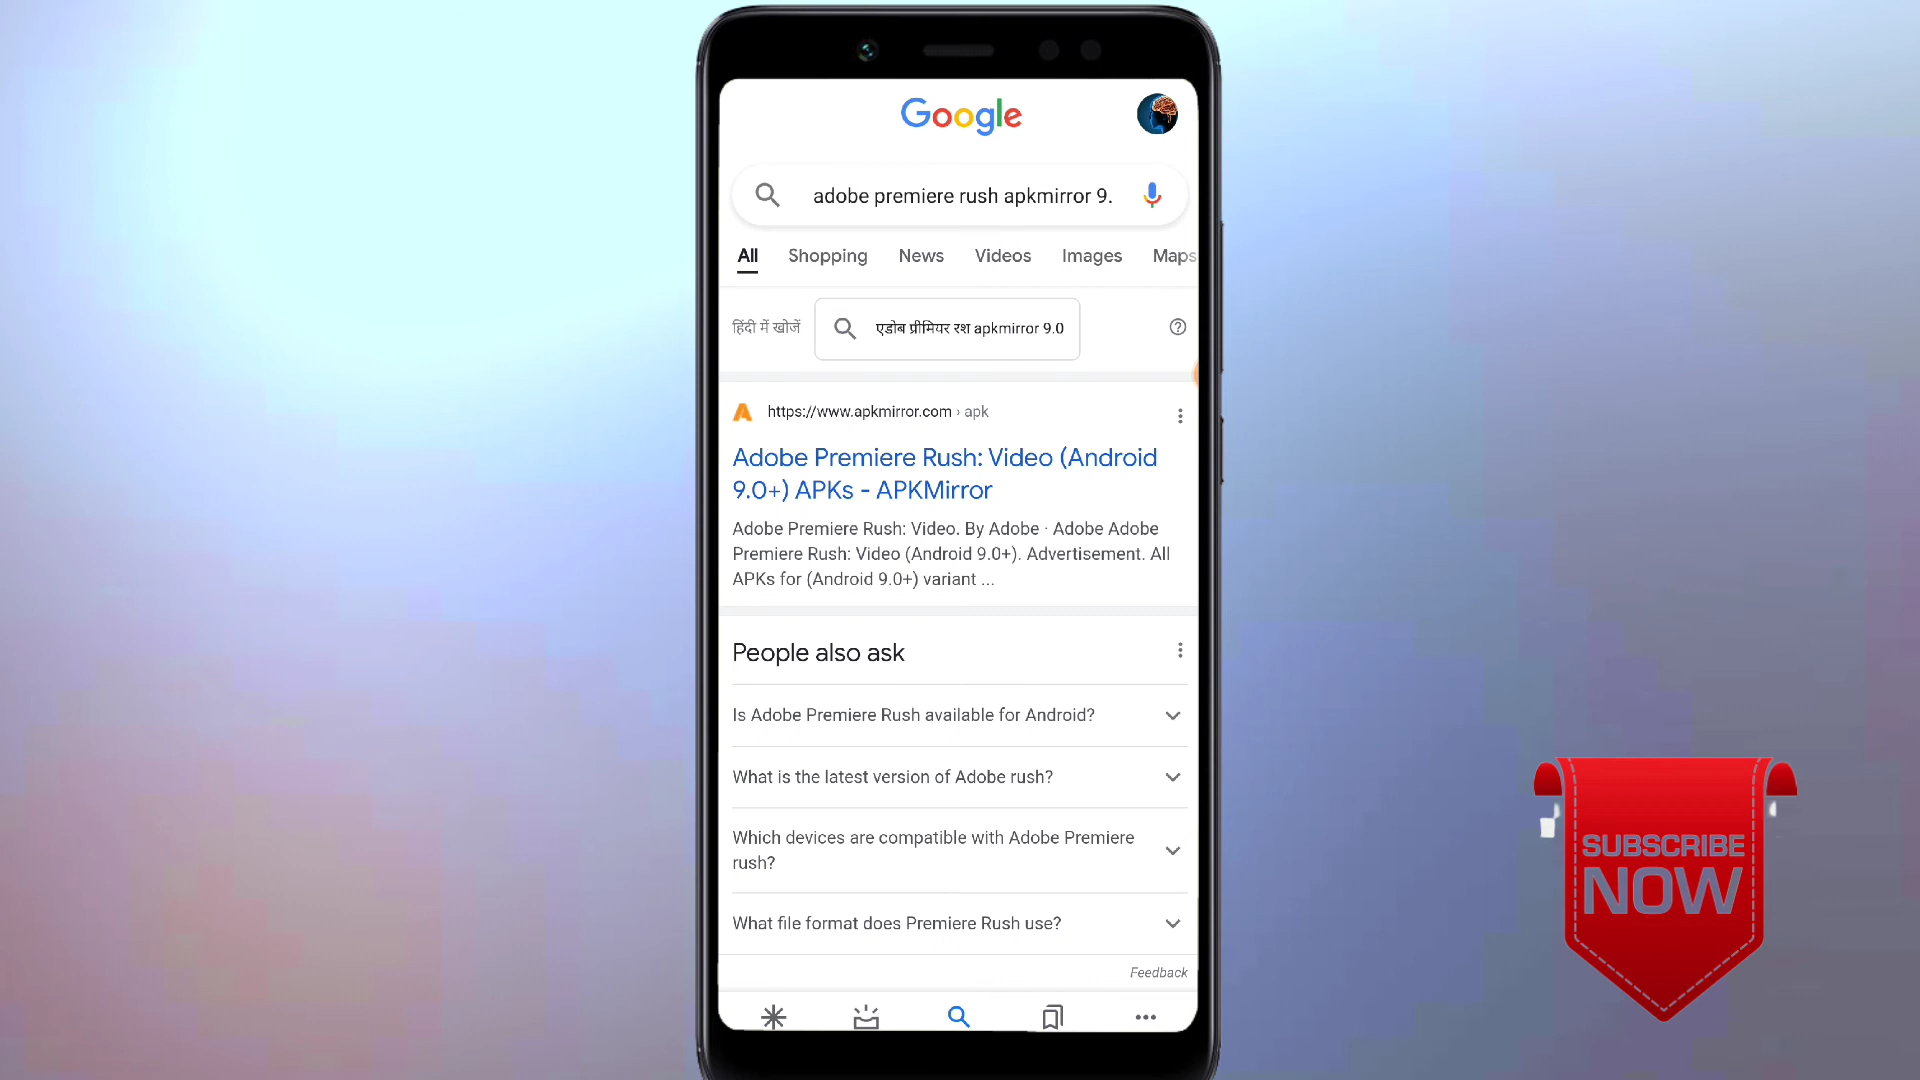 Google
adobe premiere rush apkmirror 9.
All Shopping News Videos Images Maps
हिंदी में खोजें एडोब प्रीमियर रश apkmirror 9.0
https://www.apkmirror.com › apk
Adobe Premiere Rush: Video (Android
9.0+) APKs - APKMirror
Adobe Premiere Rush: Video. By Adobe · Adobe Adobe
Premiere Rush: Video (Android 9.0+). Advertisement. All
APKs for (Android 9.0+) variant ...
People also ask
Is Adobe Premiere Rush available for Android?
What is the latest version of Adobe rush?
Which devices are compatible with Adobe Premiere
rush?
What file format does Premiere Rush use?
Feedback
SUBSCRIBE
NOW